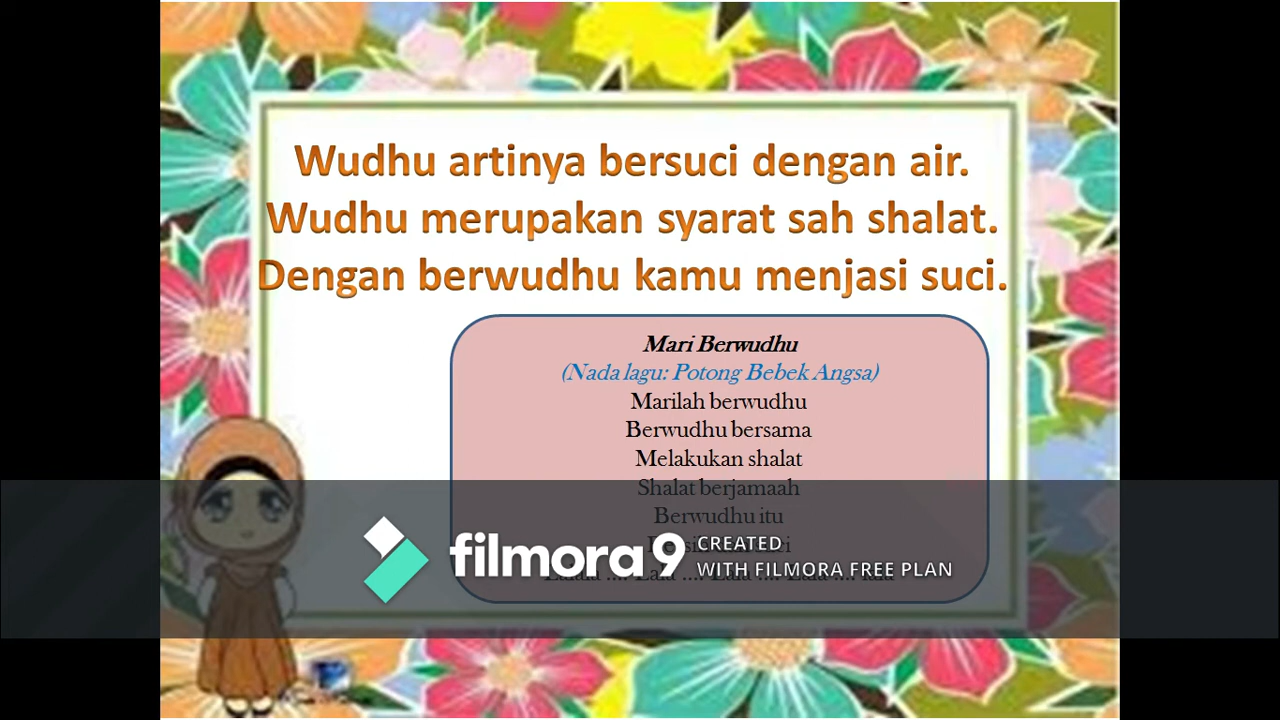 Wudhu artinya bersuci dengan air.
Wudhu merupakan syarat sah shalat.
Dengan berwudhu kamu menjasi suci.
Mari Berwudhu
(Nada lagu: Potong Bebek Angsa)
Marilah berwudhu
Berwudhu bersama
Melakukan shalat
Shalat berjamaah
Berwudhu itu
filmora9 CREATED
WITH FILMORA FREE PLAN